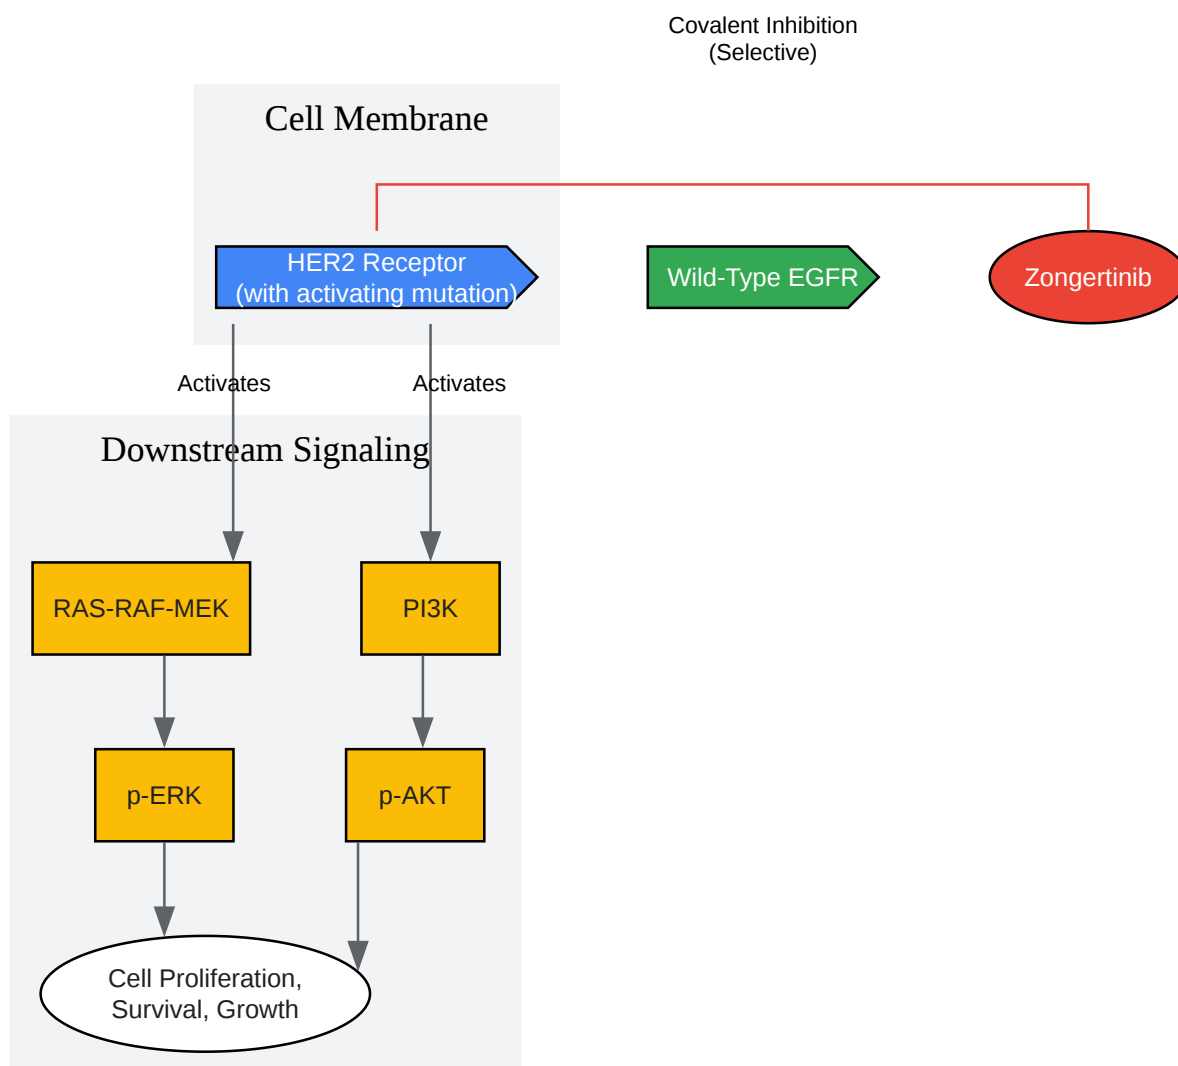 Covalent Inhibition
(Selective)
Cell Membrane
HER2 Receptor
(with activating mutation)
Wild-Type EGFR
Zongertinib
Activates
Activates
Downstream Signaling
RAS-RAF-MEK
PI3K
p-ERK
p-AKT
Cell Proliferation,
Survival, Growth